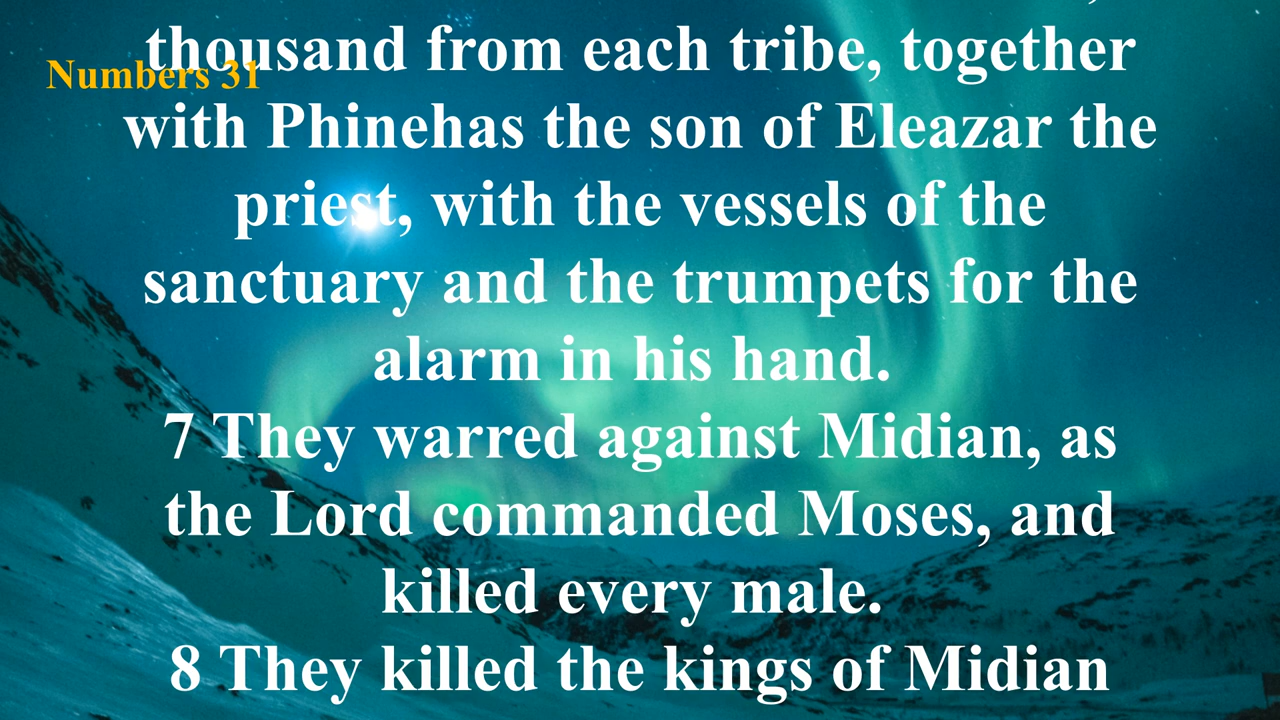 thousand from each tribe, together
Numbers 31
with Phinehas the son of Eleazar the
priest, with the vessels of the
sanctuary and the trumpets for the
alarm in his hand.
7 They warred against Midian, as
the Lord commanded Moses, and
killed every male.
8 They killed the kings of Midian